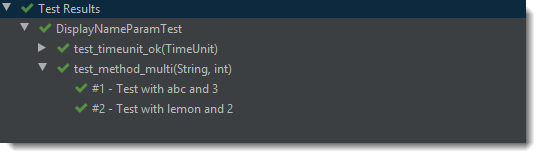 Test Results
DisplayNameParamTest
test_timeunit_ok(TimeUnit)
test_method_multi(String, int)
#1 - Test with abc and 3
#2 - Test with lemon and 2